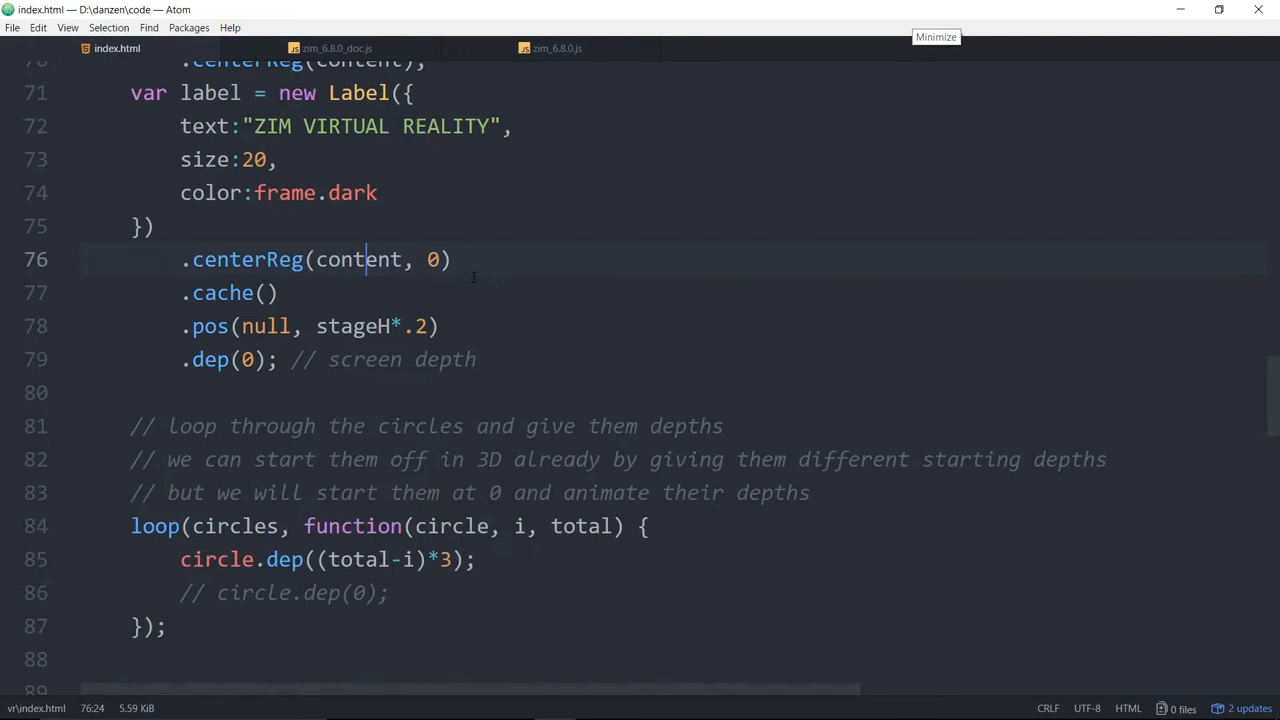 index.html — D:\danzen\code — Atom
File Edit View Selection Find Packages Help
Minimize
index.html zim_6.8.0_doc.js zim_6.8.0.js
70 .centerReg(content);
71 var label = new Label({
72 text:"ZIM VIRTUAL REALITY",
73 size:20,
74 color:frame.dark
75 })
76 .centerReg(content, 0)
77 .cache()
78 .pos(null, stageH*.2)
79 .dep(0); // screen depth
80
81 // loop through the circles and give them depths
82 // we can start them off in 3D already by giving them different starting depths
83 // but we will start them at 0 and animate their depths
84 loop(circles, function(circle, i, total) {
85 circle.dep((total-i)*3);
86 // circle.dep(0);
87 });
88
89
vr\index.html 76:24 5.59 KiB CRLF UTF-8 HTML 0 files 2 updates